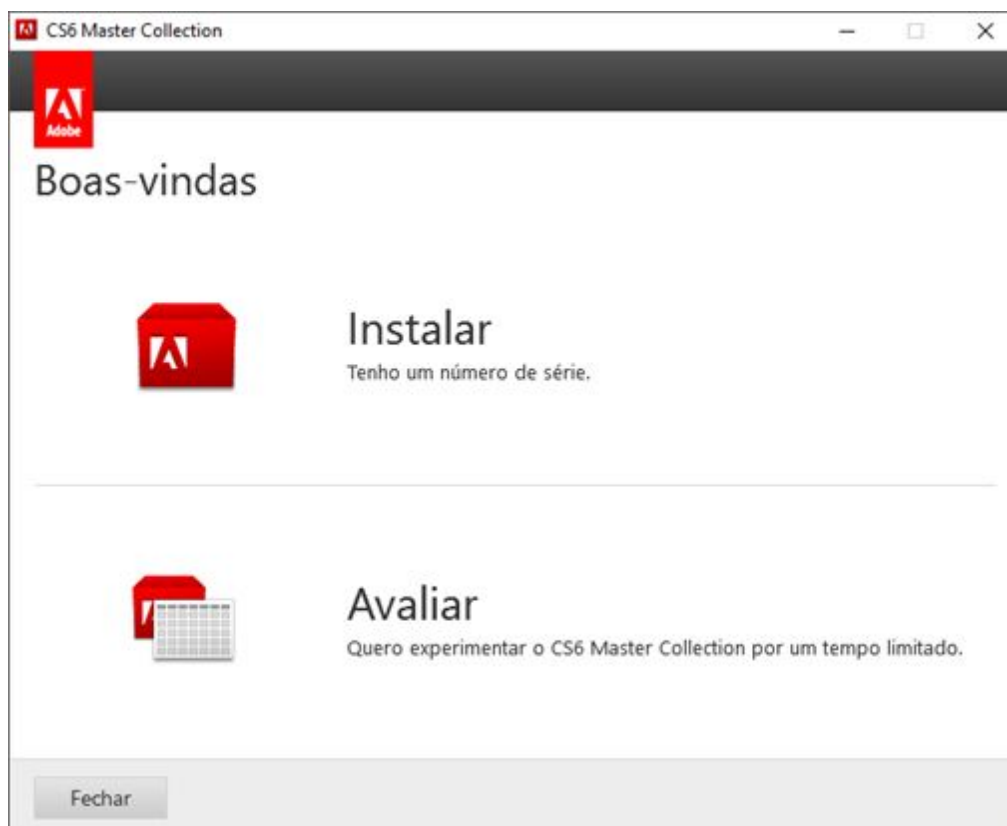 CS6 Master Collection
Adobe
Boas-vindas
Instalar
Tenho um número de série.
Avaliar
Quero experimentar o CS6 Master Collection por um tempo limitado.
Fechar